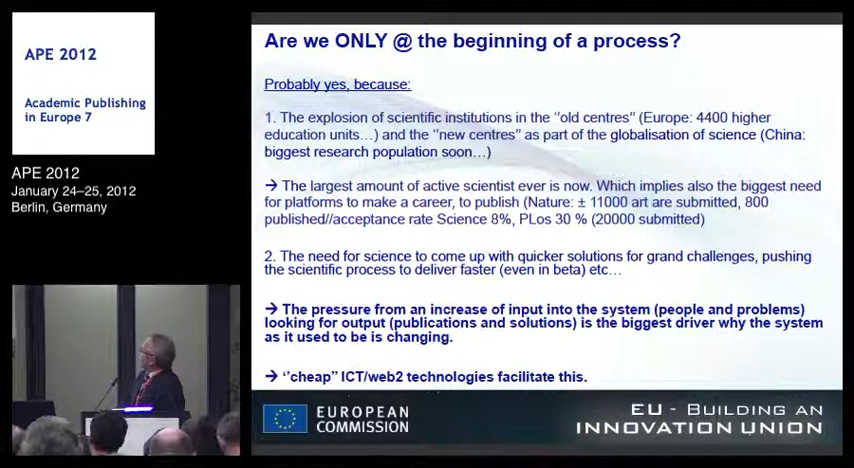 APE 2012
Academic Publishing
in Europe 7
APE 2012
January 24–25, 2012
Berlin, Germany
Are we ONLY @ the beginning of a process?
Probably yes, because:
1. The explosion of scientific institutions in the ‘‘old centres’’ (Europe: 4400 higher
education units…) and the ‘‘new centres’’ as part of the globalisation of science (China:
biggest research population soon…)
→ The largest amount of active scientist ever is now. Which implies also the biggest need
for platforms to make a career, to publish (Nature: ± 11000 art are submitted, 800
published//acceptance rate Science 8%, PLos 30 % (20000 submitted)
2. The need for science to come up with quicker solutions for grand challenges, pushing
the scientific process to deliver faster (even in beta) etc…
→ The pressure from an increase of input into the system (people and problems)
looking for output (publications and solutions) is the biggest driver why the system
as it used to be is changing.
→ ‘‘cheap’’ ICT/web2 technologies facilitate this.
EUROPEAN
COMMISSION
EU - BUILDING AN
INNOVATION UNION